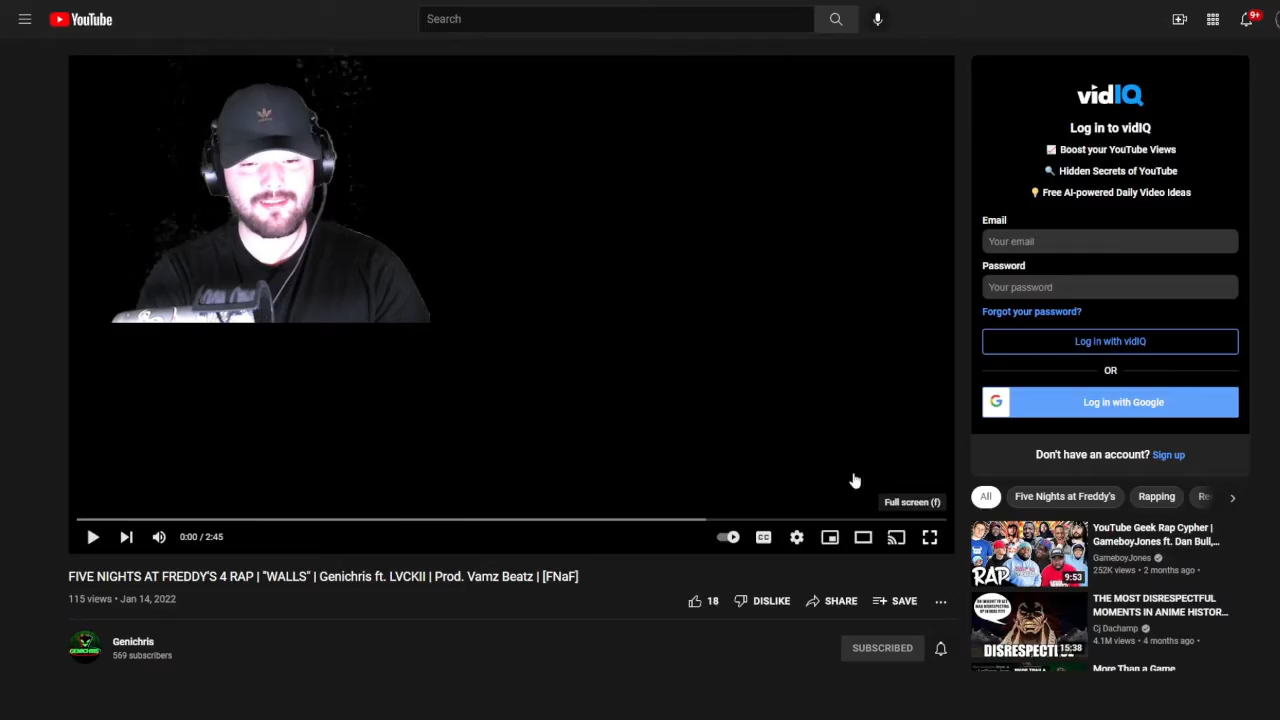 YouTube
Search
9+
vidIQ
Log in to vidIQ
Boost your YouTube Views
Hidden Secrets of YouTube
Free AI-powered Daily Video Ideas
Email
Your email
Password
Your password
Forgot your password?
Log in with vidIQ
OR
Log in with Google
Don't have an account? Sign up
Full screen (f)
0:00 / 2:45
CC
FIVE NIGHTS AT FREDDY'S 4 RAP | "WALLS" | Genichris ft. LVCKII | Prod. Vamz Beatz | [FNaF]
115 views • Jan 14, 2022
18 DISLIKE SHARE SAVE
GENICHRIS
Genichris
569 subscribers
SUBSCRIBED
All Five Nights at Freddy's Rapping Re
RAP
9:53
YouTube Geek Rap Cypher |
GameboyJones ft. Dan Bull,...
GameboyJones
252K views • 2 months ago •
DISRESPECTFUL
15:38
THE MOST DISRESPECTFUL
MOMENTS IN ANIME HISTOR...
Cj Dachamp
4.1M views • 4 months ago •
More Than a Game